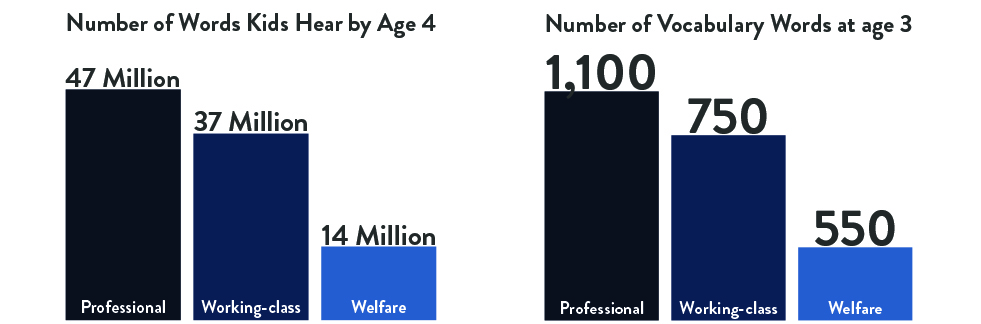 Number of Words Kids Hear by Age 4
47 Million
37 Million
14 Million
Professional
Working-class
Welfare
Number of Vocabulary Words at age 3
1,100
750
550
Professional
Working-class
Welfare